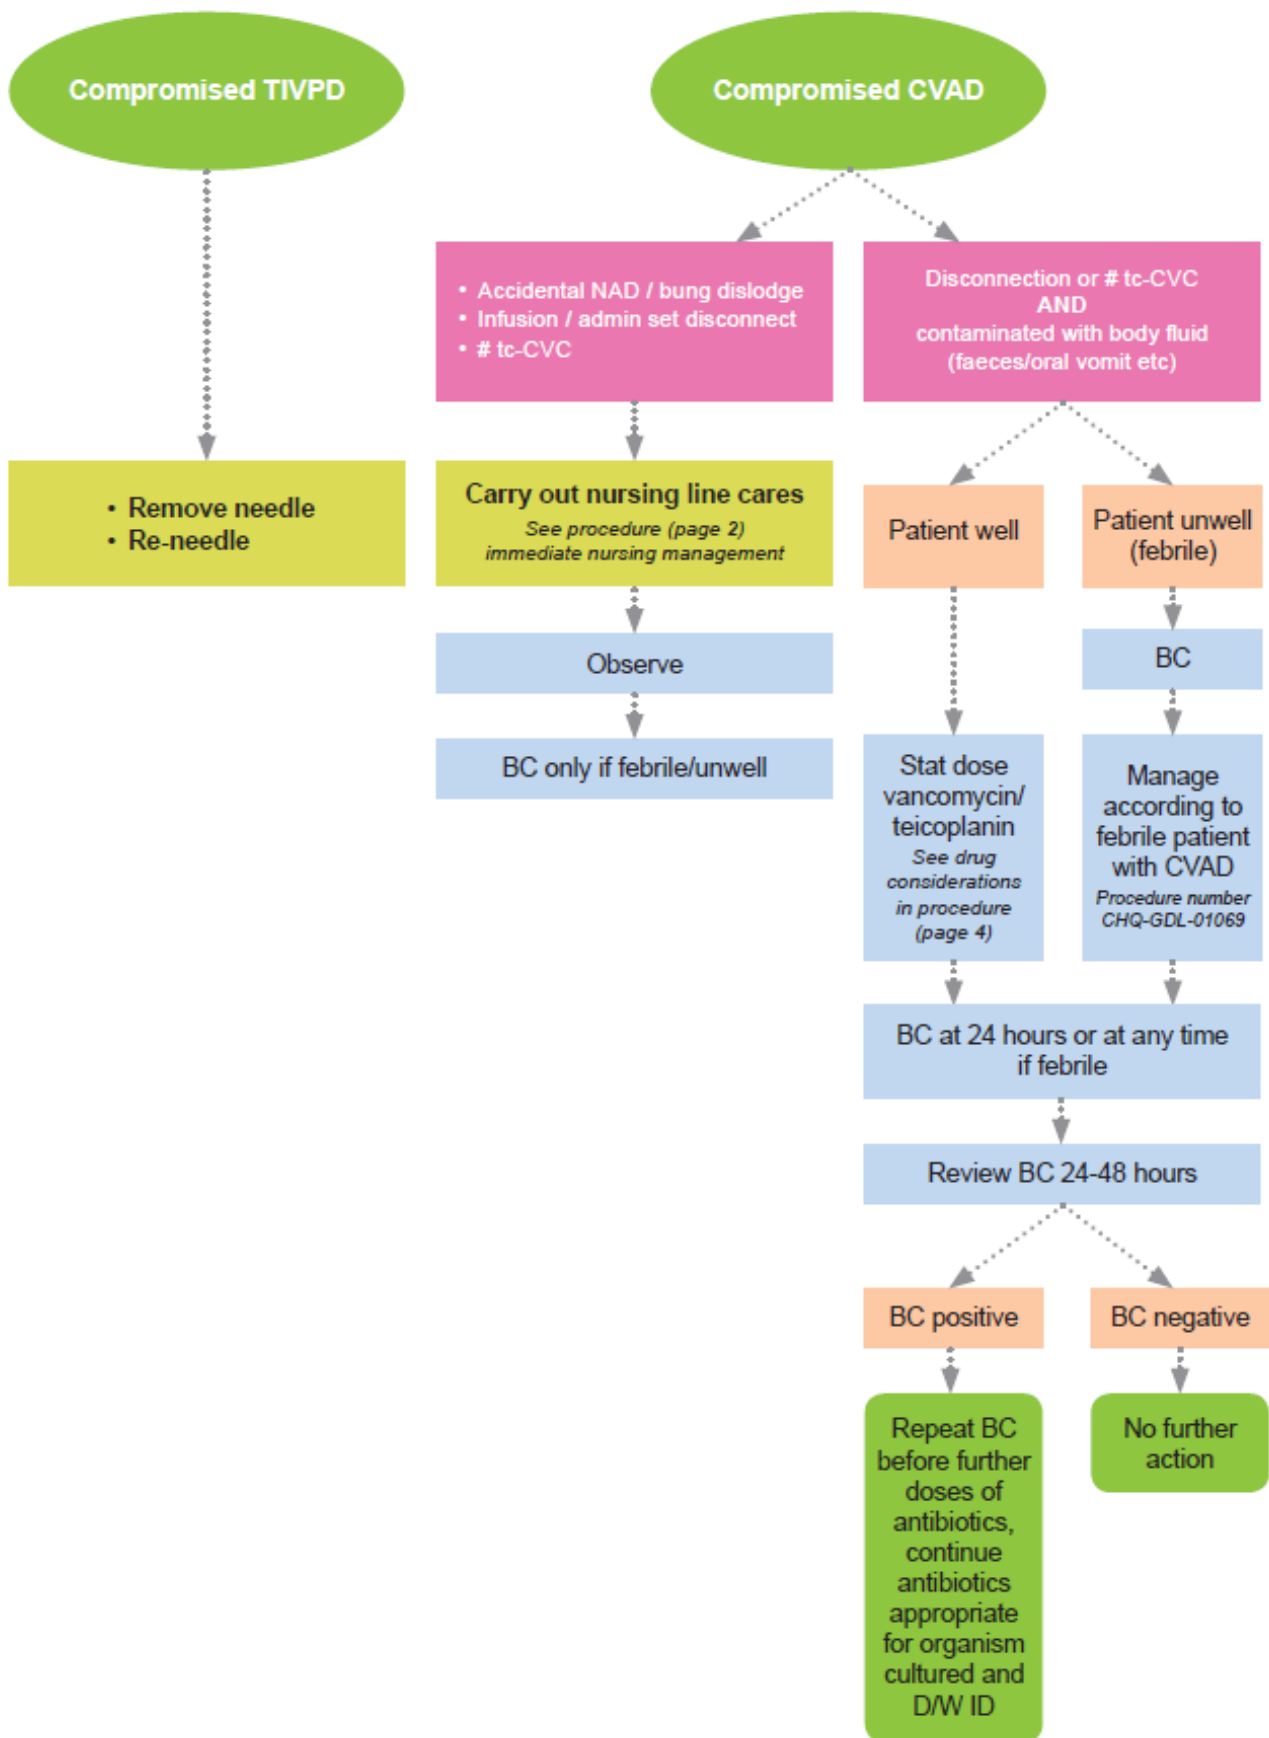 Compromised TIVPD
Compromised CVAD
• Accidental NAD / bung dislodge
• Infusion / admin set disconnect
• # tc-CVC
Disconnection or # tc-CVC
AND
contaminated with body fluid
(faeces/oral vomit etc)
• Remove needle
• Re-needle
Carry out nursing line cares
See procedure (page 2)
immediate nursing management
Patient well
Patient unwell
(febrile)
Observe
BC
BC only if febrile/unwell
Stat dose
vancomycin/
teicoplanin
See drug
considerations
in procedure
(page 4)
Manage
according to
febrile patient
with CVAD
Procedure number
CHQ-GDL-01069
BC at 24 hours or at any time
if febrile
Review BC 24-48 hours
BC positive
BC negative
Repeat BC
before further
doses of
antibiotics,
continue
antibiotics
appropriate
for organism
cultured and
D/W ID
No further
action